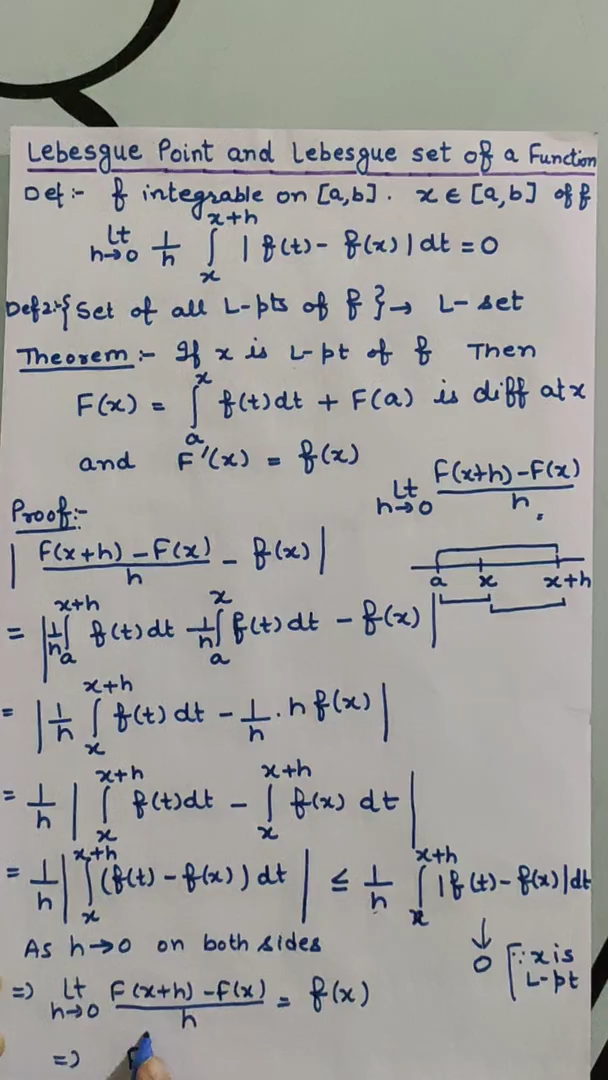 Lebesgue Point and Lebesgue set of a Function
Def:- f integrable on [a,b]. x ∈ [a,b] of f
Lt h→0 1/h ∫_x^{x+h} |f(t) - f(x)| dt = 0
Def2:- {Set of all L-pts of f} → L-set
Theorem:- If x is L-pt of f Then
F(x) = ∫_a^x f(t)dt + F(a) is diff at x
and F'(x) = f(x)
Lt h→0 (F(x+h) - F(x))/h
Proof:-
| (F(x+h) - F(x))/h - f(x) |
a x x+h
= | 1/h ∫_a^{x+h} f(t)dt - 1/h ∫_a^x f(t)dt - f(x) |
= | 1/h ∫_x^{x+h} f(t)dt - 1/h . h f(x) |
= 1/h | ∫_x^{x+h} f(t)dt - ∫_x^{x+h} f(x) dt |
= 1/h | ∫_x^{x+h} (f(t) - f(x)) dt | ≤ 1/h ∫_x^{x+h} |f(t) - f(x)| dt
↓
0 [∵ x is
L-pt
As h→0 on both sides
=) Lt h→0 (F(x+h) - F(x))/h = f(x)
=)